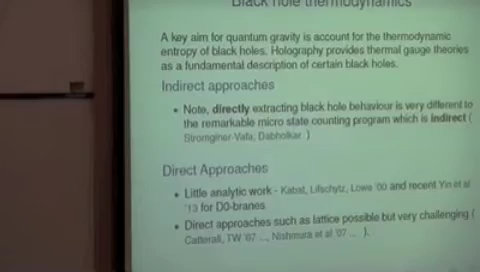 Black hole thermodynamics
A key aim for quantum gravity is account for the thermodynamic
entropy of black holes. Holography provides thermal gauge theories
as a fundamental description of certain black holes.
Indirect approaches
• Note, directly extracting black hole behaviour is very different to
the remarkable micro state counting program which is indirect (
Strominger-Vafa, Dabholkar )
Direct Approaches
• Little analytic work - Kabat, Lifschytz, Lowe '00 and recent Yin et al
'13 for D0-branes
• Direct approaches such as lattice possible but very challenging (
Catterall, TW '07 ..., Nishimura et al '07 ... ).